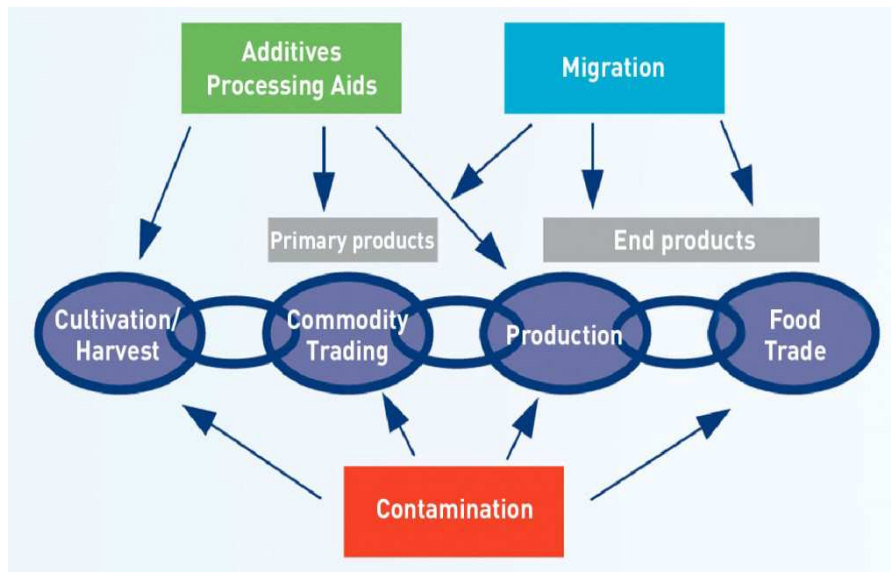 Additives
Processing Aids
Migration
Primary products
End products
Cultivation/
Harvest
Commodity
Trading
Production
Food
Trade
Contamination